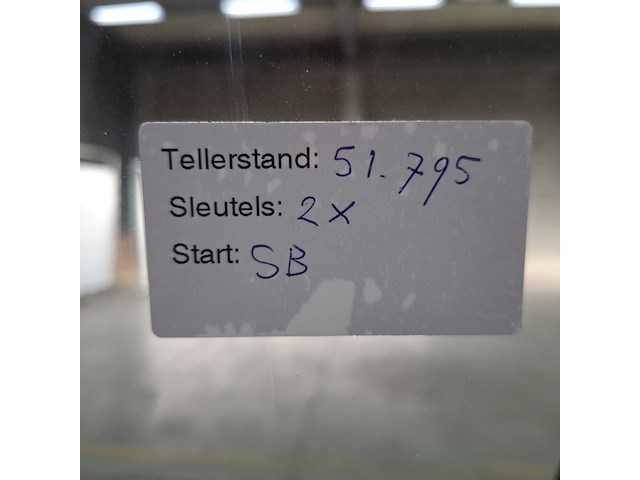 Tellerstand: 51.795
Sleutels: 2x
Start: SB